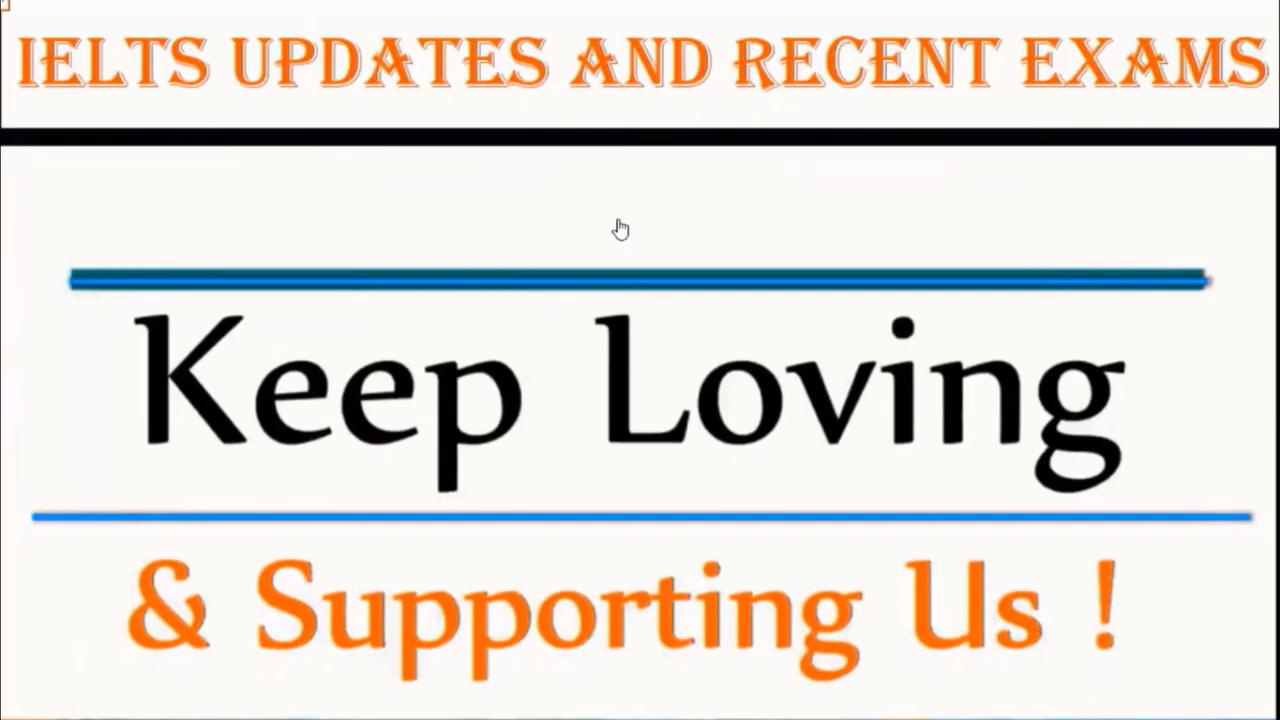 IELTS UPDATES AND RECENT EXAMS
Keep Loving
& Supporting Us !